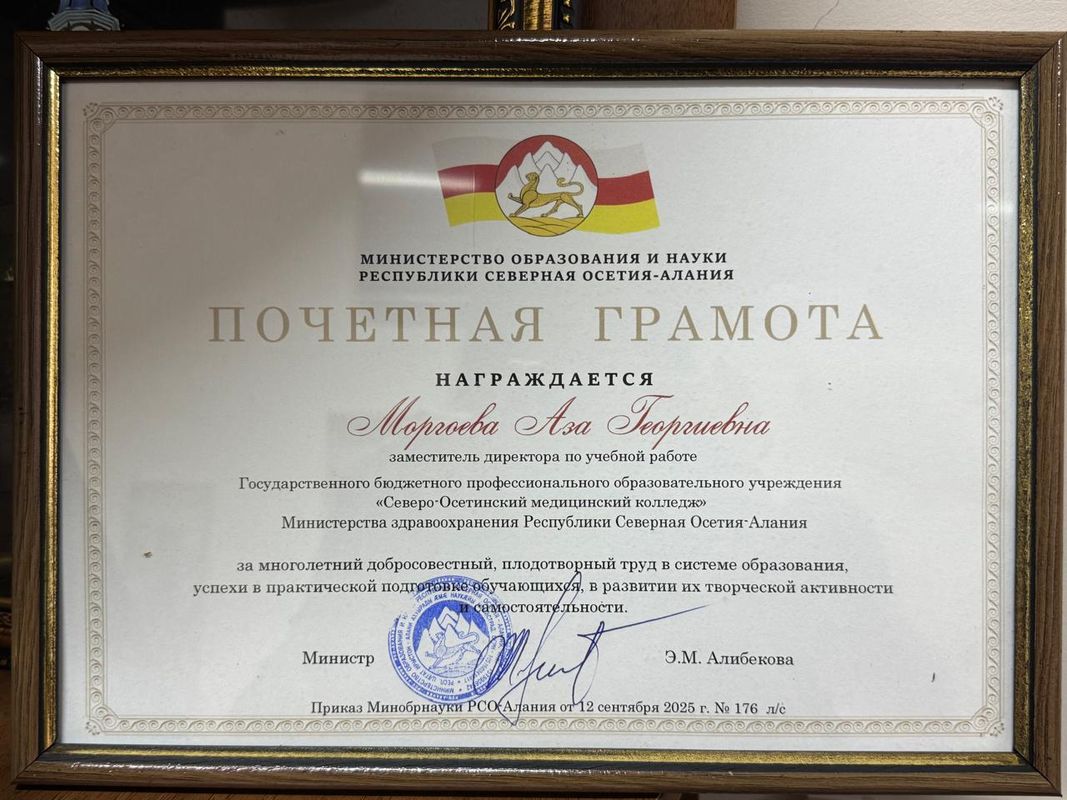 МИНИСТЕРСТВО ОБРАЗОВАНИЯ И НАУКИ
РЕСПУБЛИКИ СЕВЕРНАЯ ОСЕТИЯ-АЛАНИЯ
ПОЧЕТНАЯ ГРАМОТА
НАГРАЖДАЕТСЯ
Моргоева Аза Георгиевна
заместитель директора по учебной работе
Государственного бюджетного профессионального образовательного учреждения
«Северо-Осетинский медицинский колледж»
Министерства здравоохранения Республики Северная Осетия-Алания
за многолетний добросовестный, плодотворный труд в системе образования,
успехи в практической подготовке обучающихся, в развитии их творческой активности
и самостоятельности.
Министр
Э.М. Алибекова
Приказ Минобрнауки РСО-Алания от 12 сентября 2025 г. № 176 л/с